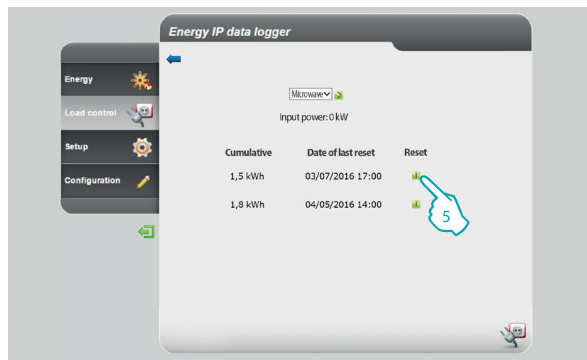 Energy IP data logger
Energy
Load control
Setup
Configuration
Microwave
Input power: 0 kW
Cumulative Date of last reset Reset
1,5 kWh 03/07/2016 17:00
1,8 kWh 04/05/2016 14:00
5